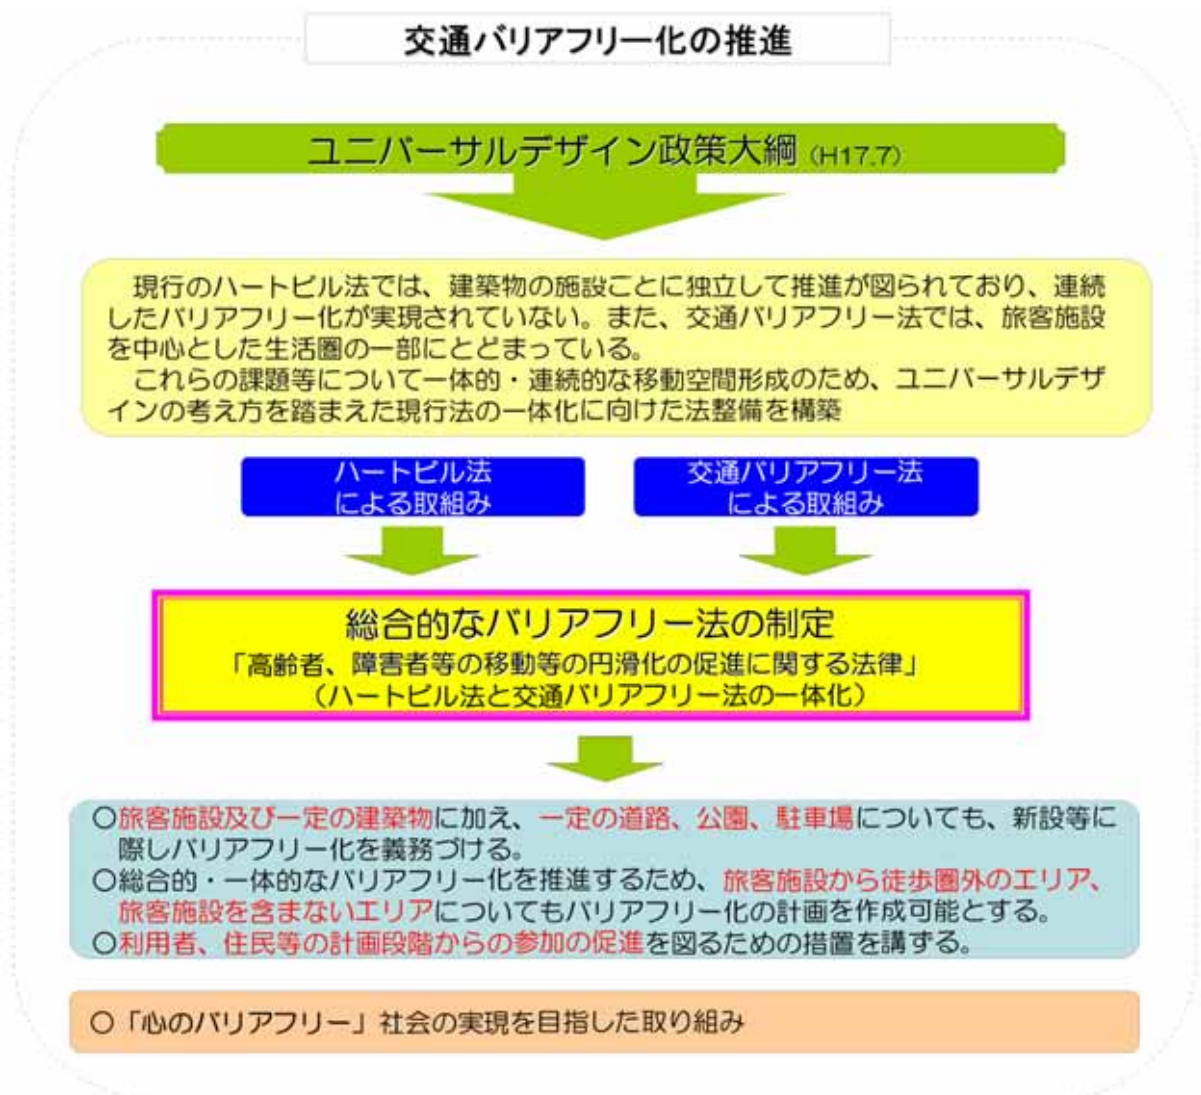 交通バリアフリー化の推進
ユニバーサルデザイン政策大綱（H17.7）
現行のハートビル法では、建築物の施設ごとに独立して推進が図られており、連続
したバリアフリー化が実現されていない。また、交通バリアフリー法では、旅客施設
を中心とした生活圏の一部にとどまっている。
これらの課題等について一体的・連続的な移動空間形成のため、ユニバーサルデザ
インの考え方を踏まえた現行法の一体化に向けた法整備を構築
ハートビル法
による取組み
交通バリアフリー法
による取組み
総合的なバリアフリー法の制定
「高齢者、障害者等の移動等の円滑化の促進に関する法律」
（ハートビル法と交通バリアフリー法の一体化）
○旅客施設及び一定の建築物に加え、一定の道路、公園、駐車場についても、新設等に
際しバリアフリー化を義務づける。
○総合的・一体的なバリアフリー化を推進するため、旅客施設から徒歩圏外のエリア、
旅客施設を含まないエリアについてもバリアフリー化の計画を作成可能とする。
○利用者、住民等の計画段階からの参加の促進を図るための措置を講ずる。
○「心のバリアフリー」社会の実現を目指した取り組み